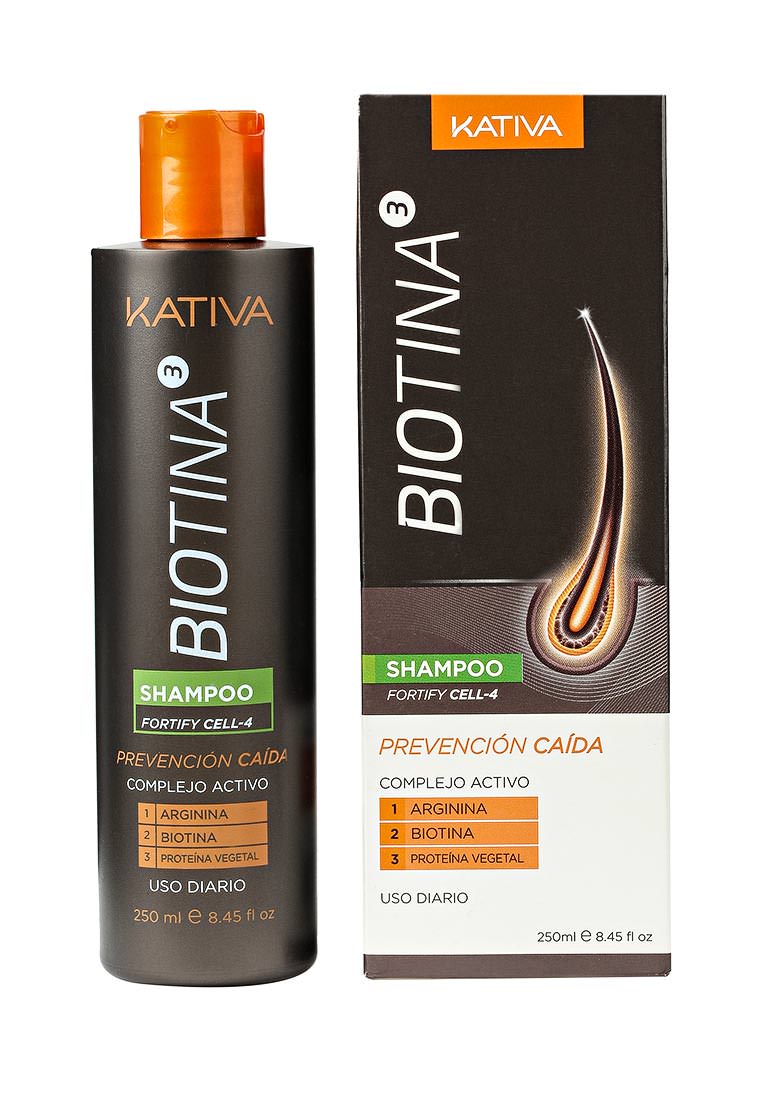 KATIVA
BIOTINA 3
SHAMPOO
FORTIFY CELL-4
PREVENCIÓN CAÍDA
COMPLEJO ACTIVO
1 ARGININA
2 BIOTINA
3 PROTEÍNA VEGETAL
USO DIARIO
250 ml e 8.45 fl oz
KATIVA
BIOTINA 3
SHAMPOO
FORTIFY CELL-4
PREVENCIÓN CAÍDA
COMPLEJO ACTIVO
1 ARGININA
2 BIOTINA
3 PROTEÍNA VEGETAL
USO DIARIO
250ml e 8.45 fl oz